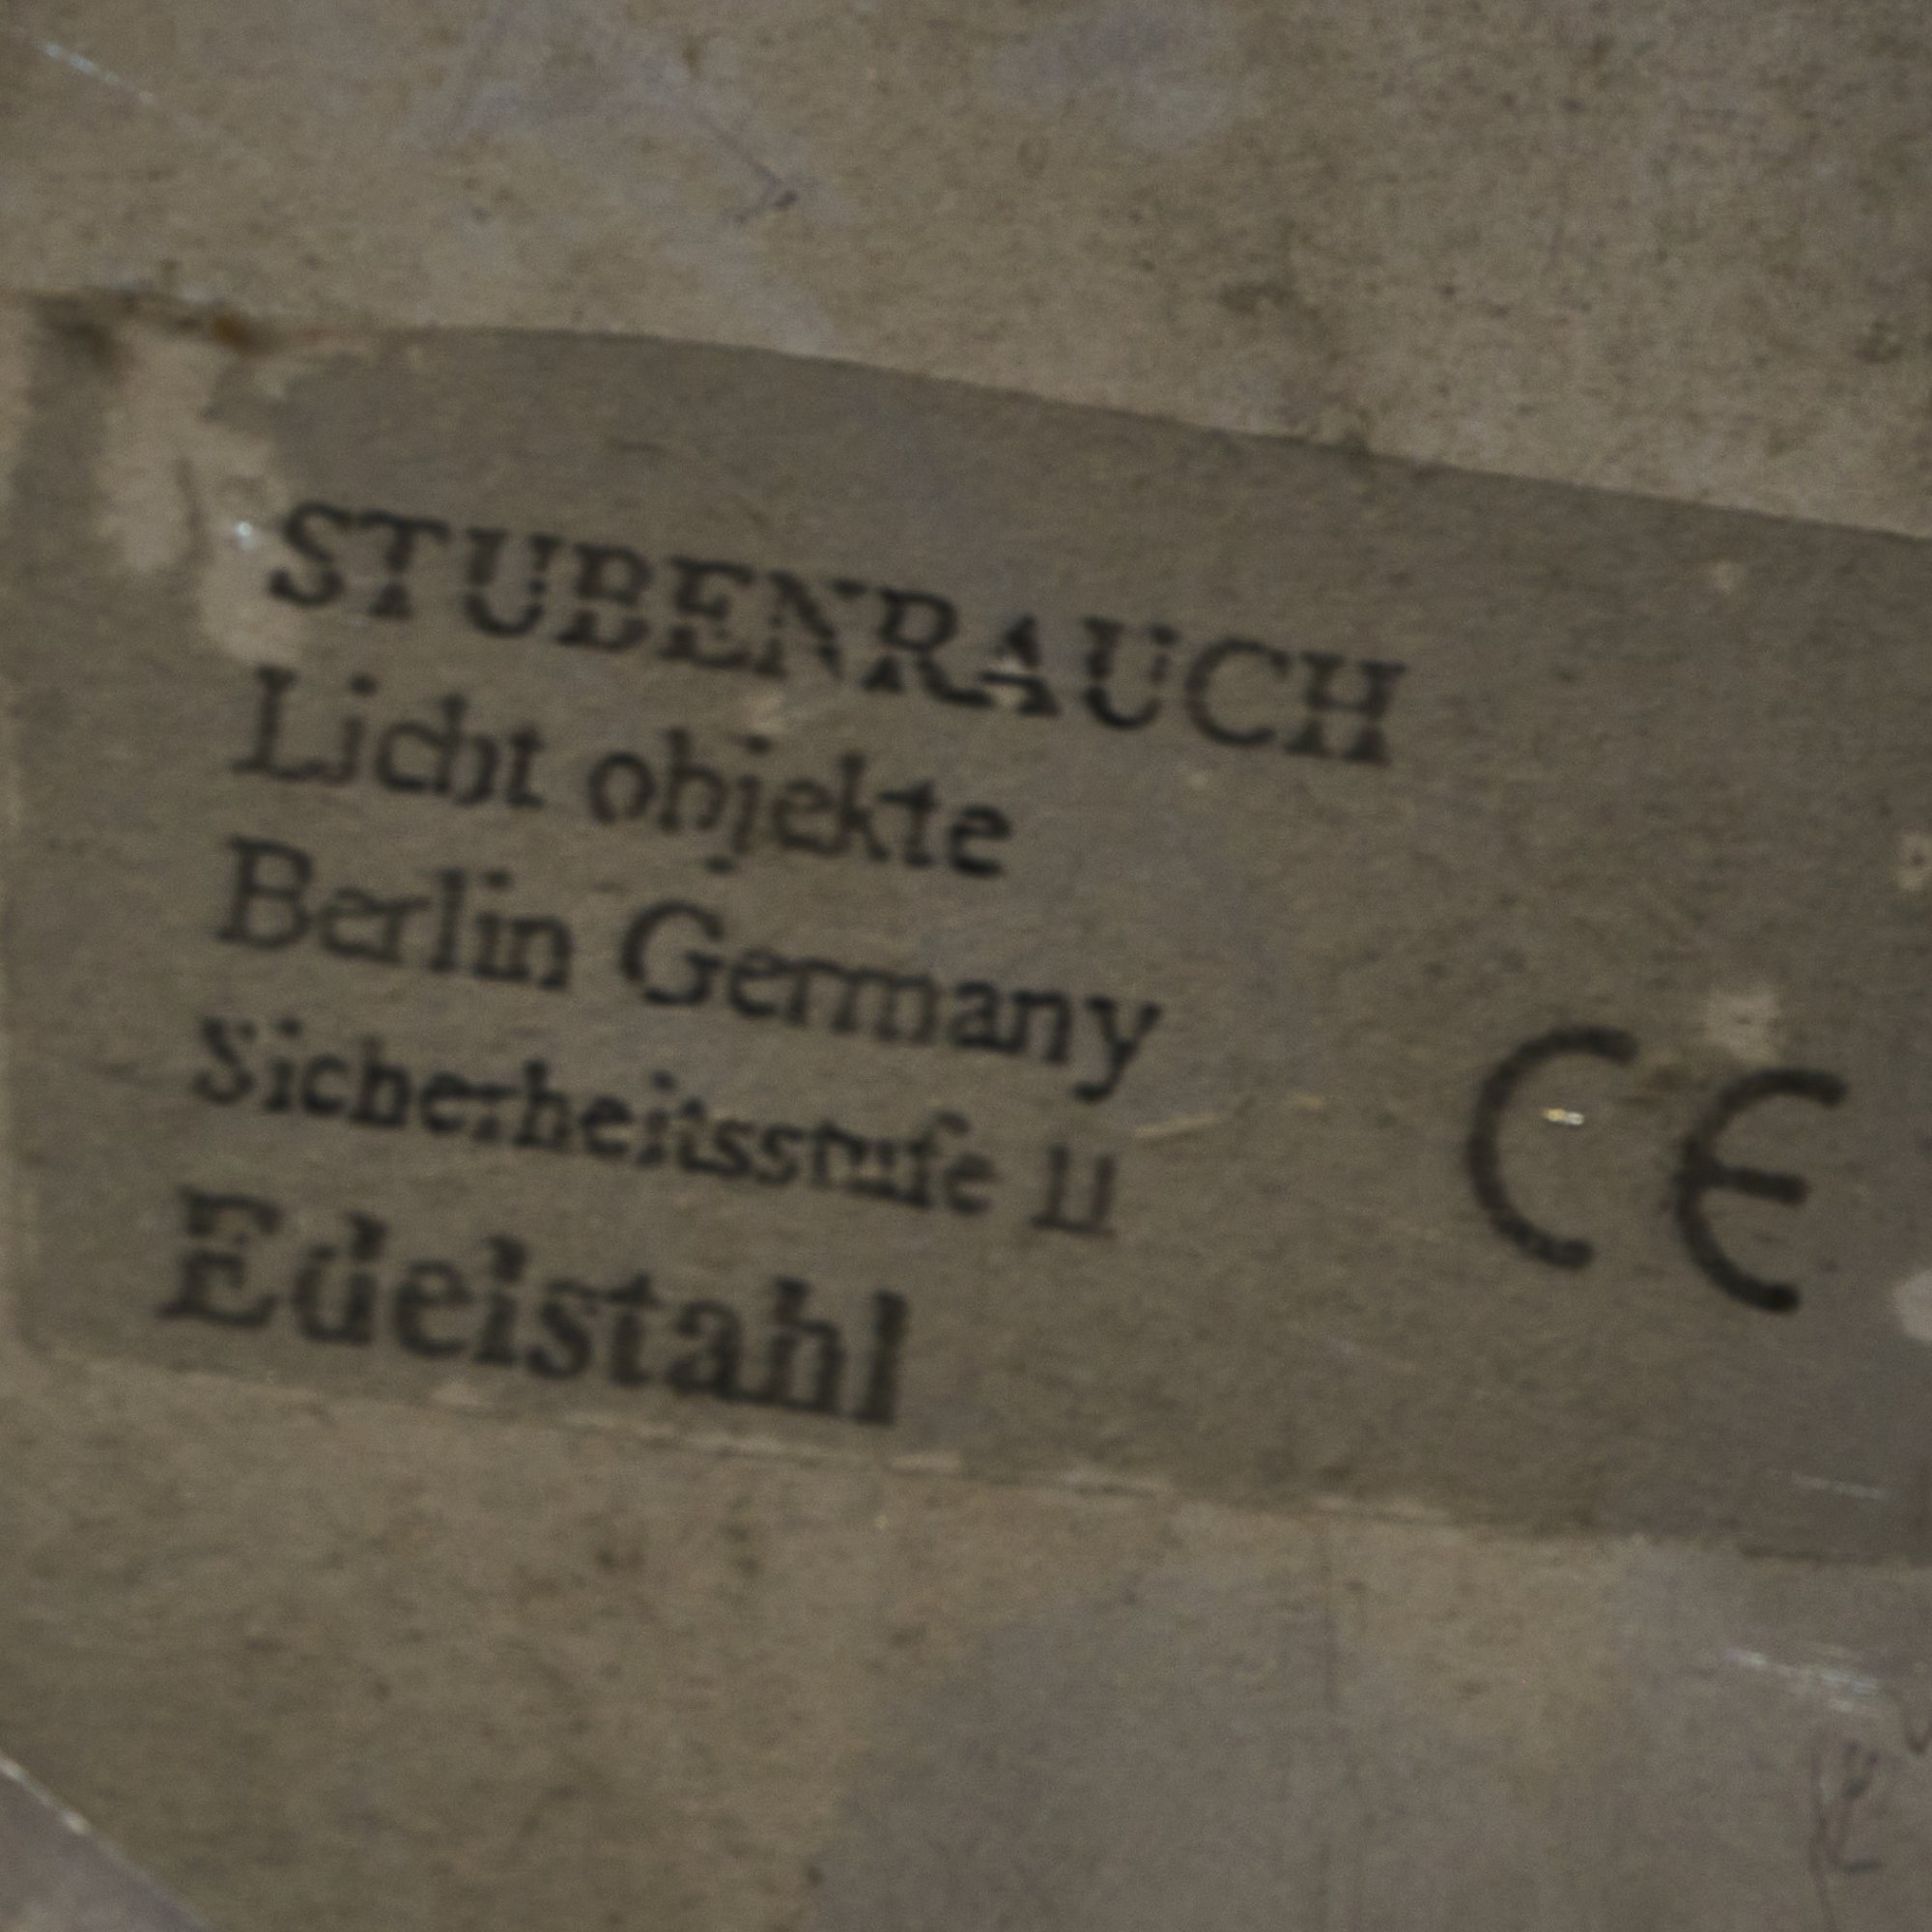 STUBENRAUCH
Licht objekte
Berlin Germany
Sicherheitsstufe II
Edelstahl
CE